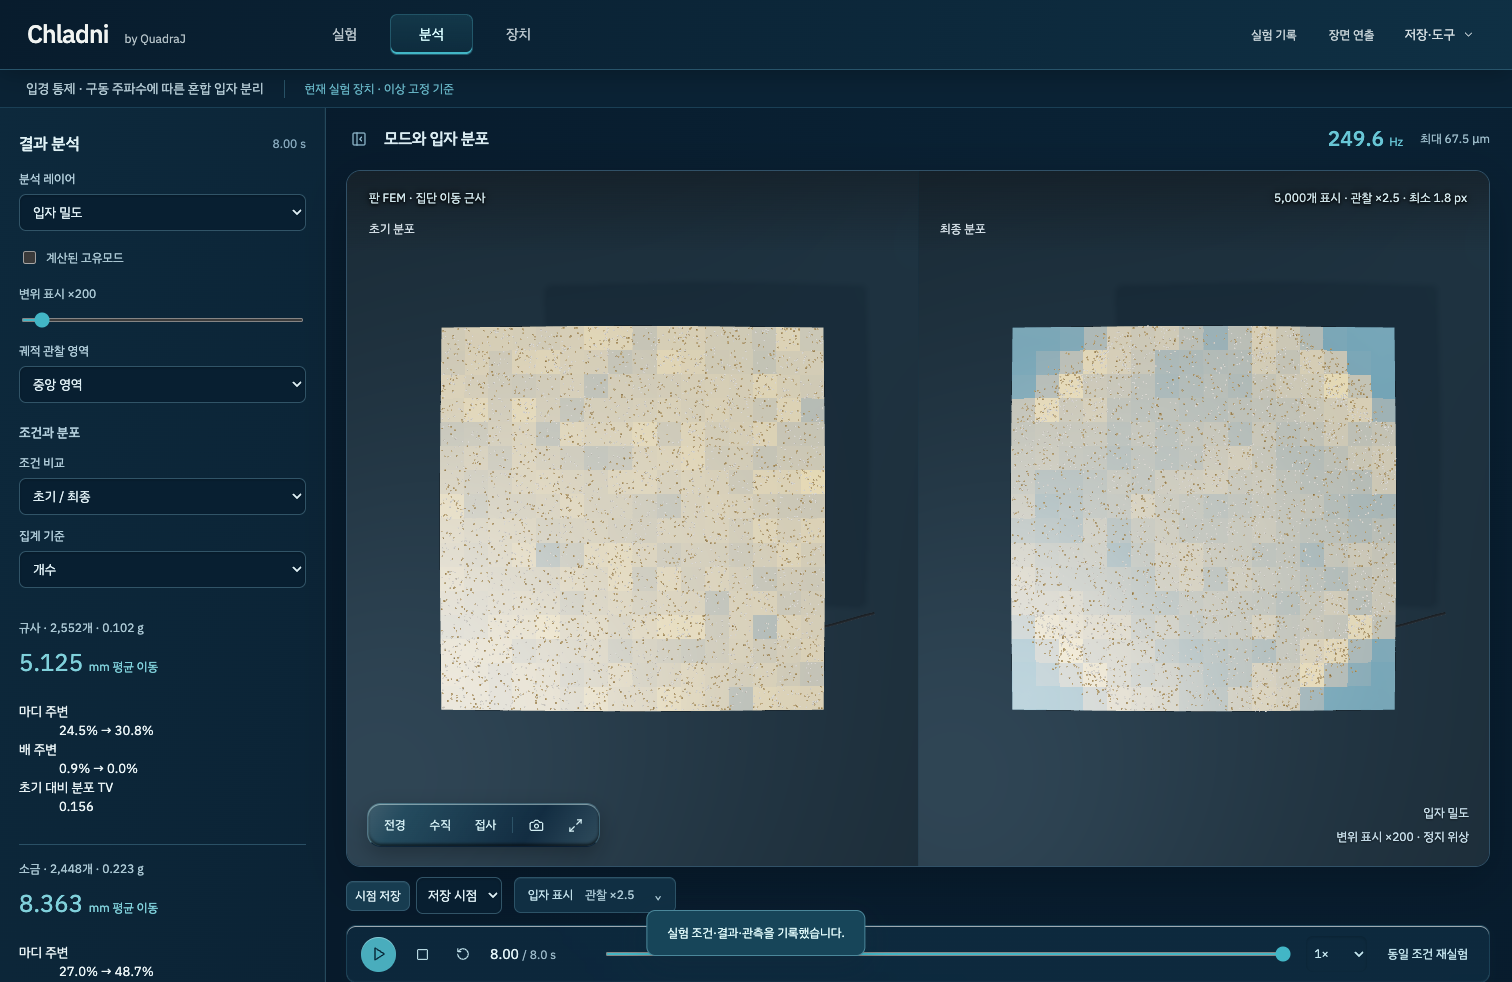 Chladni by QuadraJ 실험 분석 장치 실험 기록 장면 연출 저장·도구
입경 통제 · 구동 주파수에 따른 혼합 입자 분리 현재 실험 장치 · 이상 고정 기준
결과 분석 8.00 s
분석 레이어
입자 밀도
계산된 고유모드
변위 표시 ×200
궤적 관찰 영역
중앙 영역
조건과 분포
조건 비교
초기 / 최종
집계 기준
개수
규사 · 2,552개 · 0.102 g
5.125 mm 평균 이동
마디 주변
24.5% → 30.8%
배 주변
0.9% → 0.0%
초기 대비 분포 TV
0.156
소금 · 2,448개 · 0.223 g
8.363 mm 평균 이동
마디 주변
27.0% → 48.7%
모드와 입자 분포 249.6 Hz 최대 67.5 µm
판 FEM · 집단 이동 근사 5,000개 표시 · 관찰 ×2.5 · 최소 1.8 px
초기 분포 최종 분포
전경 수직 접사
입자 밀도
변위 표시 ×200 · 정지 위상
시점 저장 저장 시점 입자 표시 관찰 ×2.5
실험 조건·결과·관측을 기록했습니다.
8.00 / 8.0 s 1× 동일 조건 재실험